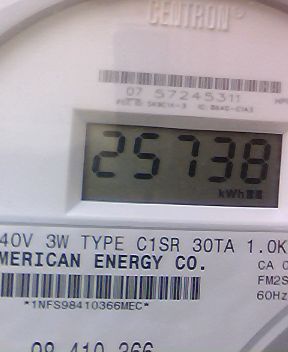 CENTRON®
07 57245311
25738
kWh
40V 3W TYPE C1SR 30TA 1.0K
MERICAN ENERGY CO.
CA 0
FM2S
60Hz
*1NFS98410366MEC*
98 410 366